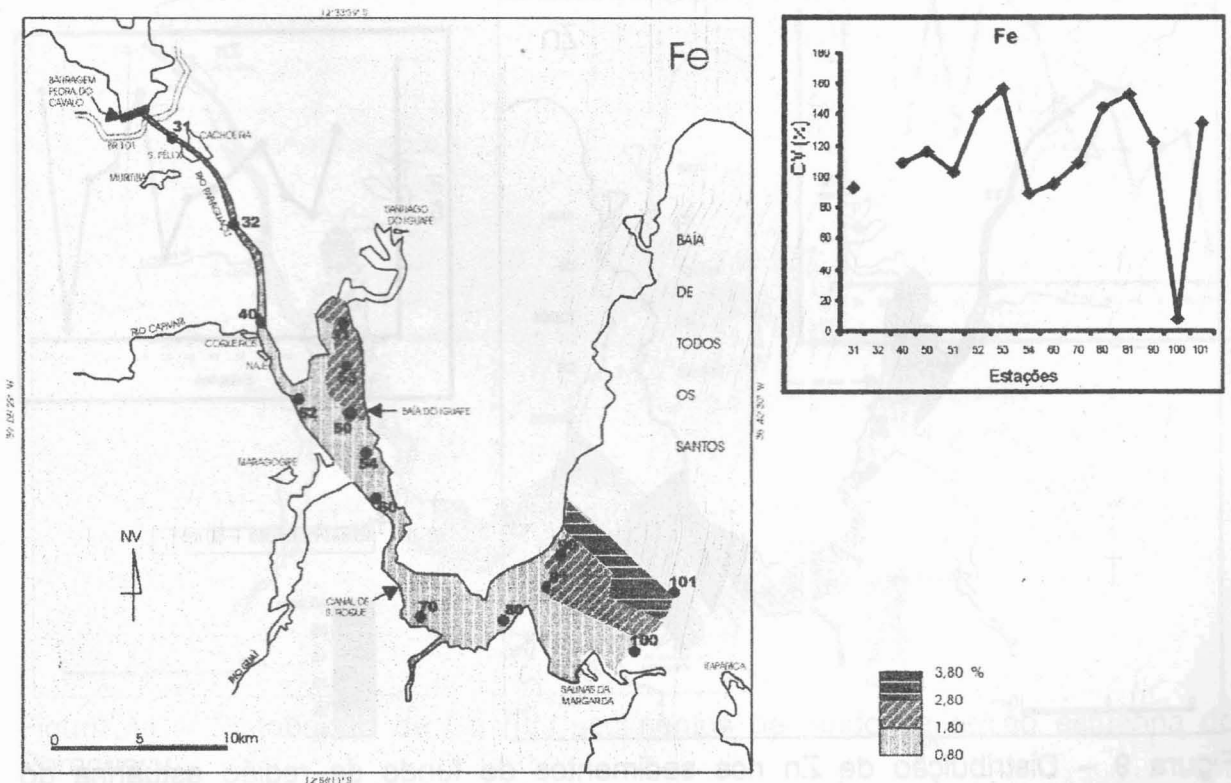 12°33'09" S
Fe
BARRAGEM
PEDRA DO
CAVALO
31
CACHOEIRA
BR 101
S. FÉLIX
MURITIBA
32
SANTIAGO
DO IGUAPE
BAÍA
DE
TODOS
OS
SANTOS
40
RIO CAPIVARI
COQUEIROS
NAJÉ
52
50
BAÍA DO IGUAPE
54
MARAGOGIPE
60
NV
CANAL DE
S. ROQUE
70
80
101
100
SALINAS DA
MARGARIDA
ITAPARICA
0 5 10km
Fe
CV (%)
180
160
140
120
100
80
60
40
20
0
31 32 40 50 51 52 53 54 60 70 80 81 90 100 101
Estações
3,80 %
2,80
1,80
0,80